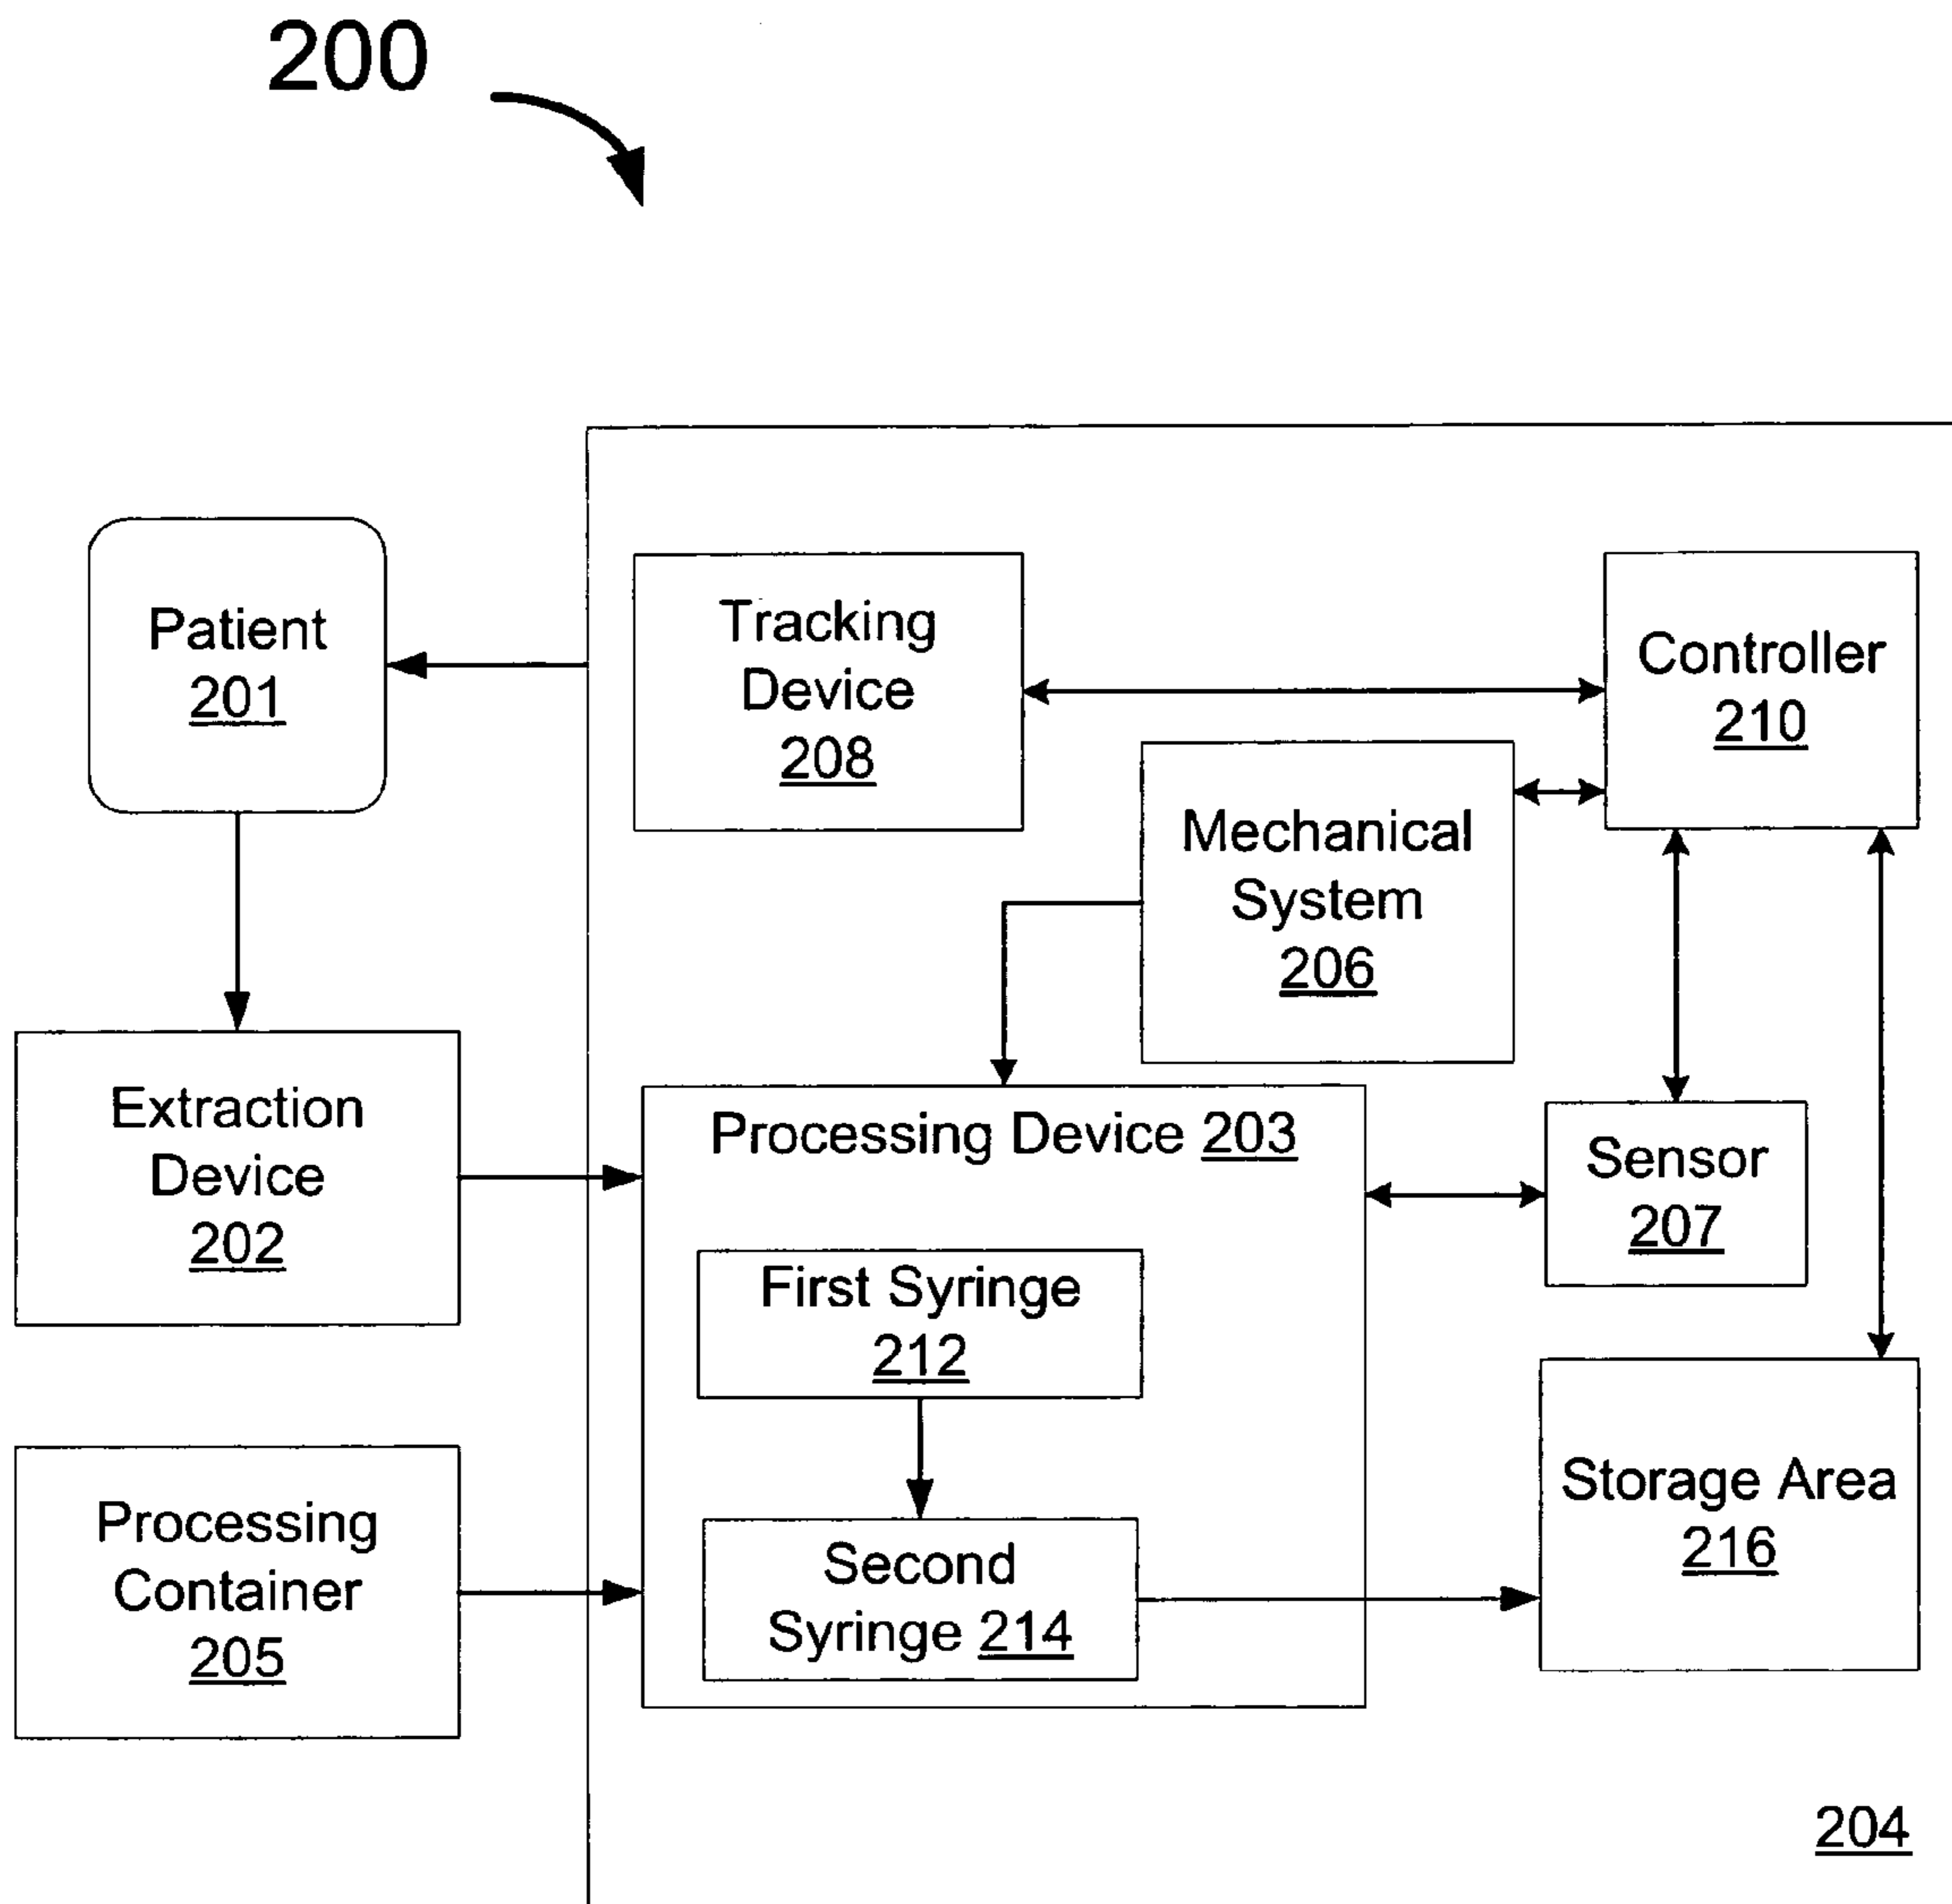 200
Patient
201
Tracking
Device
208
Controller
210
Mechanical
System
206
Extraction
Device
202
Processing Device 203
Sensor
207
First Syringe
212
Processing
Container
205
Second
Syringe 214
Storage Area
216
204